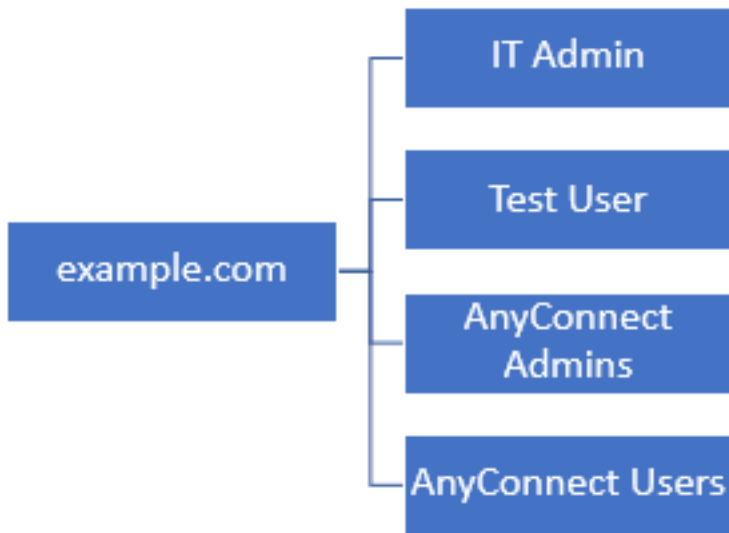 IT Admin
Test User
example.com
AnyConnect
Admins
AnyConnect Users